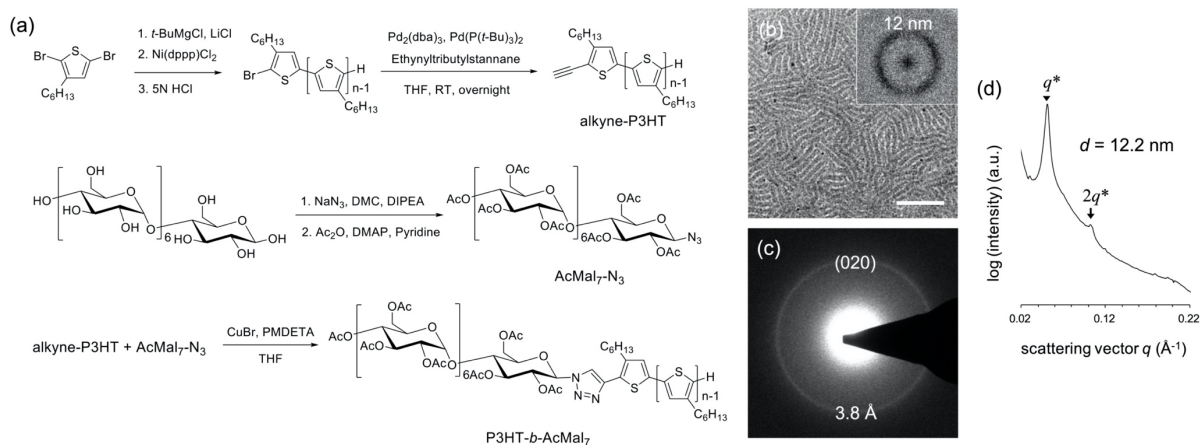 (a)
Br
S
Br
C₆H₁₃
1. t-BuMgCl, LiCl
2. Ni(dppp)Cl₂
3. 5N HCl
C₆H₁₃
Br
S
S
H
n-1
C₆H₁₃
Pd₂(dba)₃, Pd(P(t-Bu)₃)₂
Ethynyltributylstannane
THF, RT, overnight
C₆H₁₃
S
S
H
n-1
C₆H₁₃
alkyne-P3HT
OH
HO
O
HO
OH
O
6
OH
O
HO
OH
OH
1. NaN₃, DMC, DIPEA
2. Ac₂O, DMAP, Pyridine
OAc
AcO
O
AcO
OAc
O
OAc
O
6AcO
OAc
N₃
AcMal₇-N₃
alkyne-P3HT + AcMal₇-N₃
CuBr, PMDETA
THF
OAc
AcO
O
AcO
OAc
O
OAc
O
6AcO
OAc
N
N=N
C₆H₁₃
S
S
H
n-1
C₆H₁₃
P3HT-b-AcMal₇
(b)
12 nm
(c)
(020)
3.8 Å
(d)
q*
d = 12.2 nm
2q*
log (intensity) (a.u.)
0.02 0.12 0.22
scattering vector q (Å⁻¹)